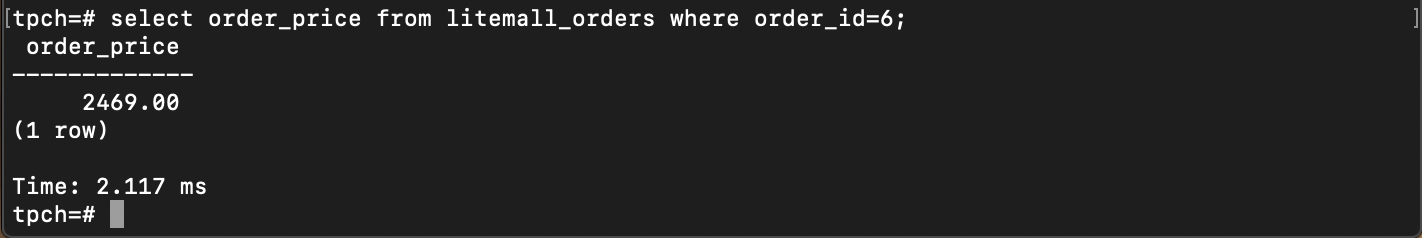 [tpch=# select order_price from litemall_orders where order_id=6; ]
 order_price
-------------
     2469.00
(1 row)

Time: 2.117 ms
tpch=#